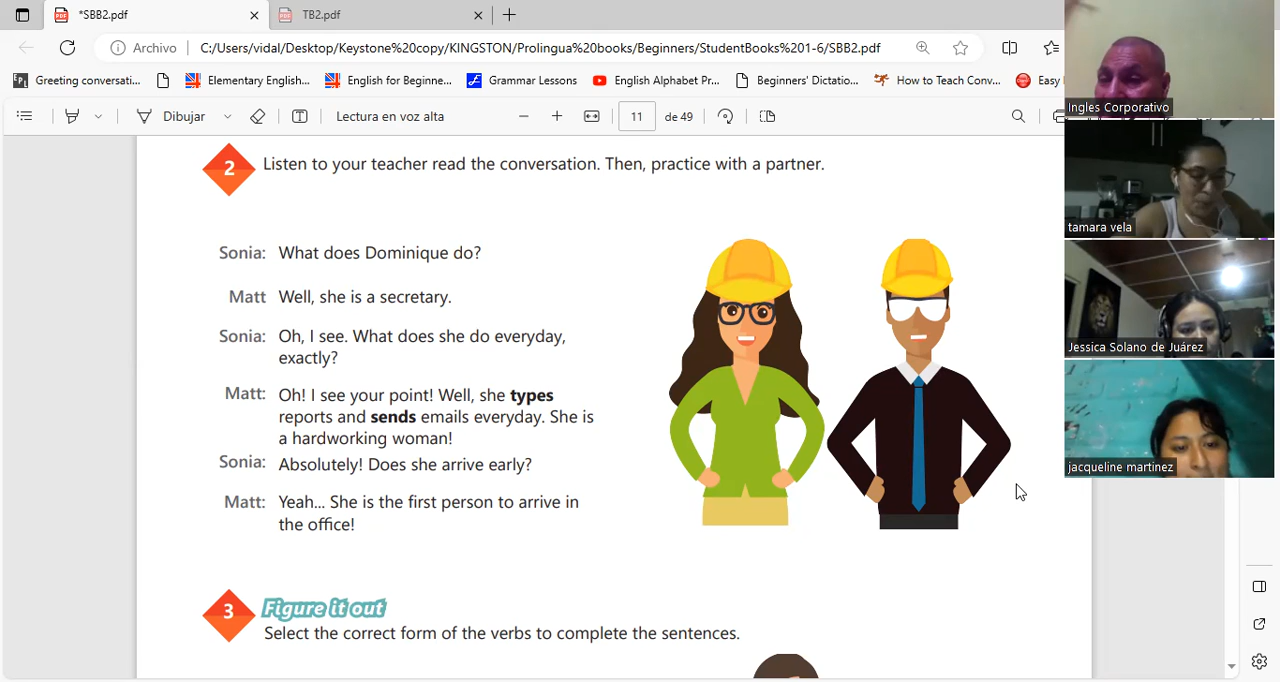 *SBB2.pdf
TB2.pdf
Archivo
C:/Users/vidal/Desktop/Keystone%20copy/KINGSTON/Prolingua%20books/Beginners/StudentBooks%201-6/SBB2.pdf
Greeting conversati...
Elementary English...
English for Beginne...
Grammar Lessons
English Alphabet Pr...
Beginners' Dictatio...
How to Teach Conv...
Easy
Dibujar
Lectura en voz alta
11 de 49
2 Listen to your teacher read the conversation. Then, practice with a partner.
Sonia: What does Dominique do?
Matt Well, she is a secretary.
Sonia: Oh, I see. What does she do everyday,
exactly?
Matt: Oh! I see your point! Well, she types
reports and sends emails everyday. She is
a hardworking woman!
Sonia: Absolutely! Does she arrive early?
Matt: Yeah... She is the first person to arrive in
the office!
3 Figure it out
Select the correct form of the verbs to complete the sentences.
Ingles Corporativo
tamara vela
Jessica Solano de Juárez
jacqueline martinez